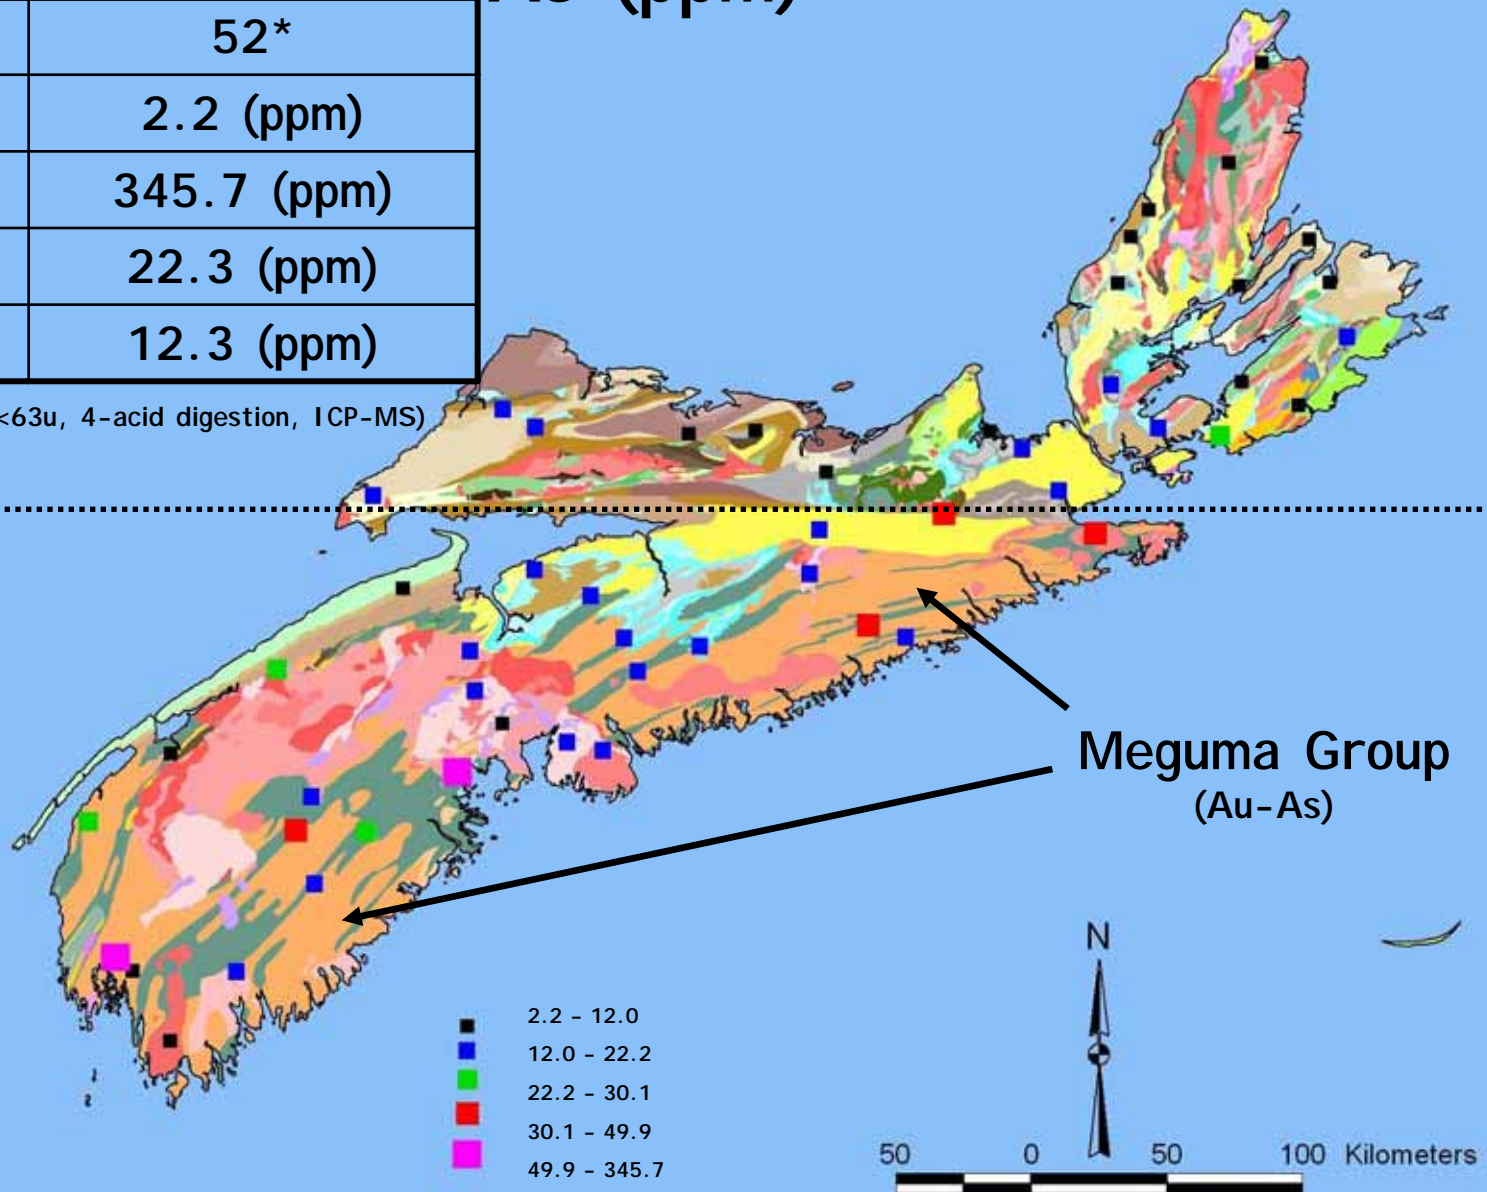 As (ppm)
52*
2.2 (ppm)
345.7 (ppm)
22.3 (ppm)
12.3 (ppm)
<63u, 4-acid digestion, ICP-MS)
Meguma Group
(Au-As)
N
2.2 - 12.0
12.0 - 22.2
22.2 - 30.1
30.1 - 49.9
49.9 - 345.7
50 0 50 100 Kilometers